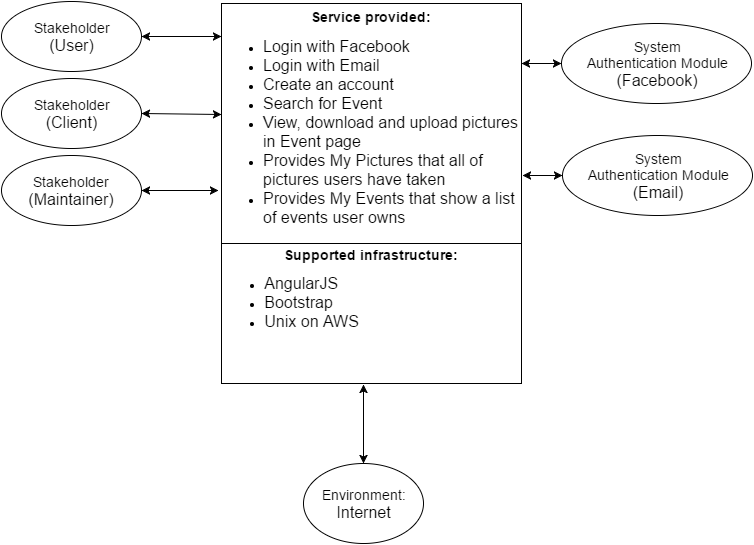 Stakeholder
(User)
Stakeholder
(Client)
Stakeholder
(Maintainer)
Service provided:
Login with Facebook
Login with Email
Create an account
Search for Event
View, download and upload pictures
in Event page
Provides My Pictures that all of
pictures users have taken
Provides My Events that show a list
of events user owns
Supported infrastructure:
AngularJS
Bootstrap
Unix on AWS
System
Authentication Module
(Facebook)
System
Authentication Module
(Email)
Environment:
Internet